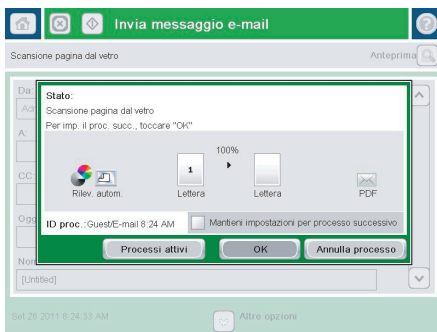 Invia messaggio e-mail
Scansione pagina dal vetro
Anteprima
Da:
A:
CC:
Ogg
Nom
[Untitled]
Stato:
Scansione pagina dal vetro
Per imp. il proc. succ., toccare "OK"
100%
1
Rilev. autom.
Lettera
Lettera
PDF
ID proc.:Guest/E-mail 8:24 AM
Mantieni impostazioni per processo successivo
Processi attivi
OK
Annulla processo
Set 26 2011 8:24:33 AM
Altre opzioni